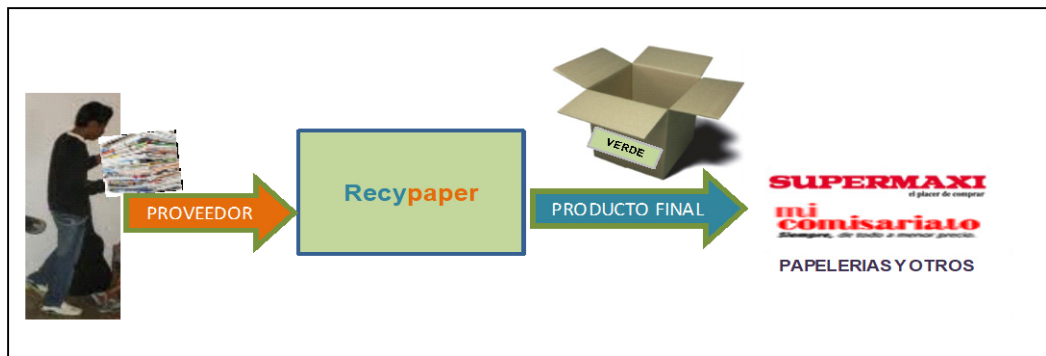 PROVEEDOR
Recypaper
VERDE
PRODUCTO FINAL
SUPERMAXI
el placer de comprar
mi
comisariato
Siempre, de todo a menor precio.
PAPELERIAS Y OTROS